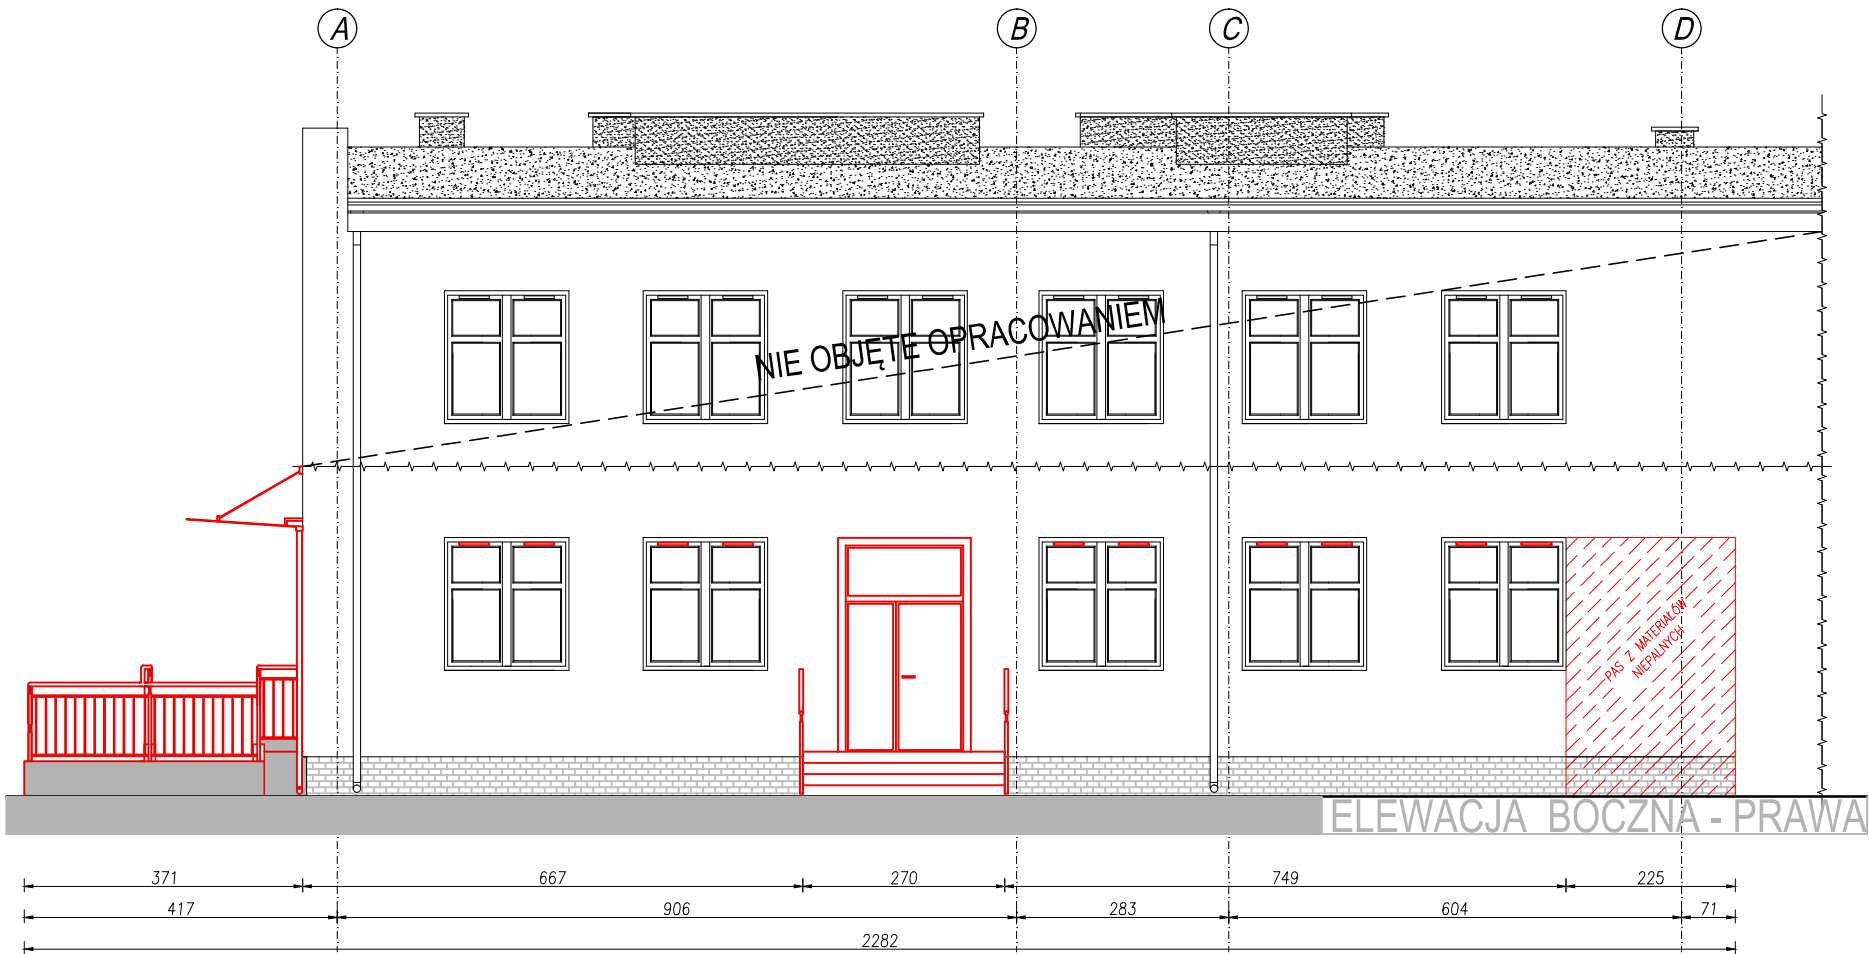 A B C D
NIE OBJĘTE OPRACOWANIEM
PAS Z MATERIAŁÓW
NIEPALNYCH
ELEWACJA BOCZNA - PRAWA
371 667 270 749 225
417 906 283 604 71
2282